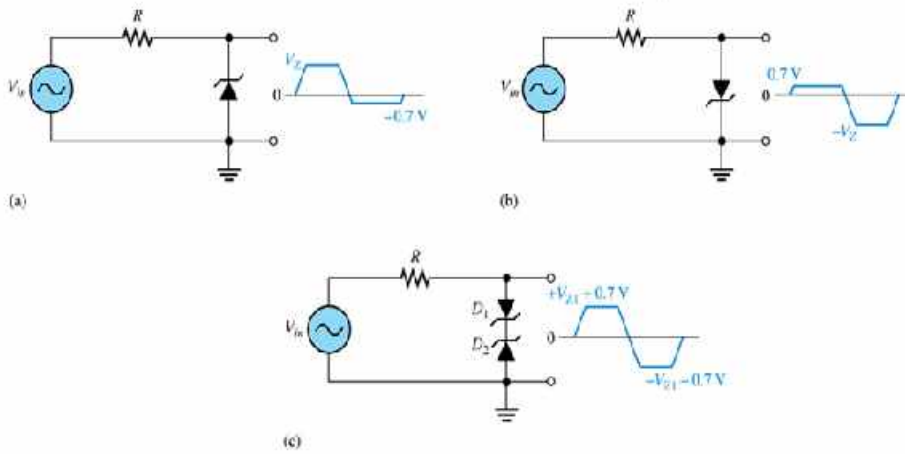 R
V_in
V_Z
0
−0.7 V
(a)
R
V_in
0.7 V
0
−V_Z
(b)
R
V_in
D_1
D_2
+V_Z1 + 0.7 V
0
−V_Z1 − 0.7 V
(c)